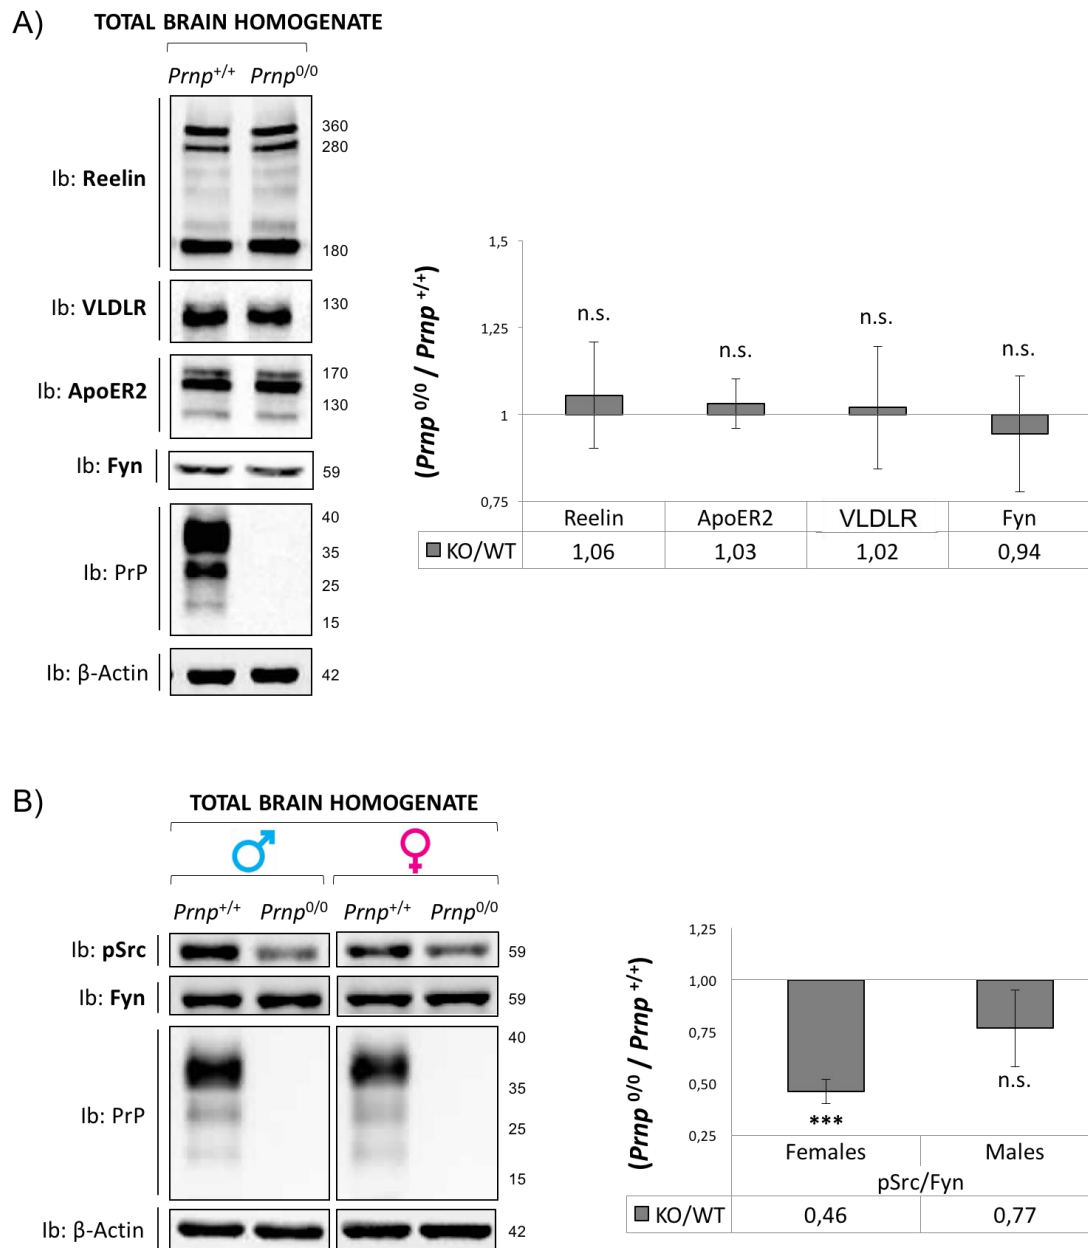 A)
TOTAL BRAIN HOMOGENATE
Prnp+/+ Prnp0/0
Ib: Reelin
360
280
180
Ib: VLDLR
130
Ib: ApoER2
170
130
Ib: Fyn
59
Ib: PrP
40
35
25
15
Ib: β-Actin
42
(Prnp 0/0 / Prnp +/+)
1,5
1,25
1
0,75
n.s.
n.s.
n.s.
n.s.
Reelin ApoER2 VLDLR Fyn
KO/WT 1,06 1,03 1,02 0,94
B)
TOTAL BRAIN HOMOGENATE
♂ ♀
Prnp+/+ Prnp0/0 Prnp+/+ Prnp0/0
Ib: pSrc
59
Ib: Fyn
59
Ib: PrP
40
35
25
15
Ib: β-Actin
42
(Prnp 0/0 / Prnp +/+)
1,25
1,00
0,75
0,50
0,25
***
n.s.
Females Males
pSrc/Fyn
KO/WT 0,46 0,77